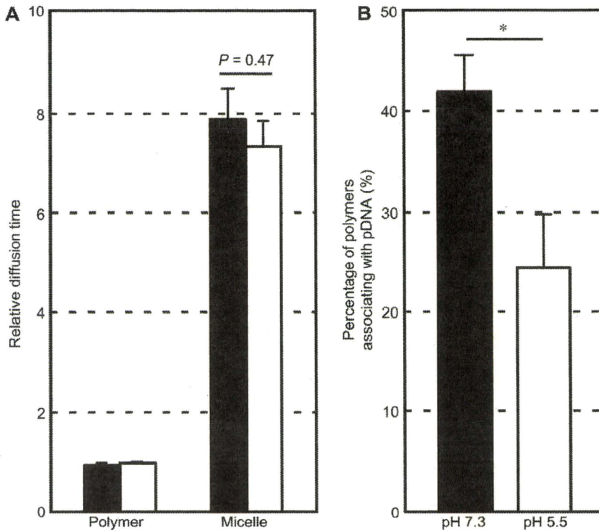 A
Relative diffusion time
10
8
6
4
2
0
P = 0.47
Polymer
Micelle
B
Percentage of polymers
associating with pDNA (%)
50
40
30
20
10
0
*
pH 7.3
pH 5.5